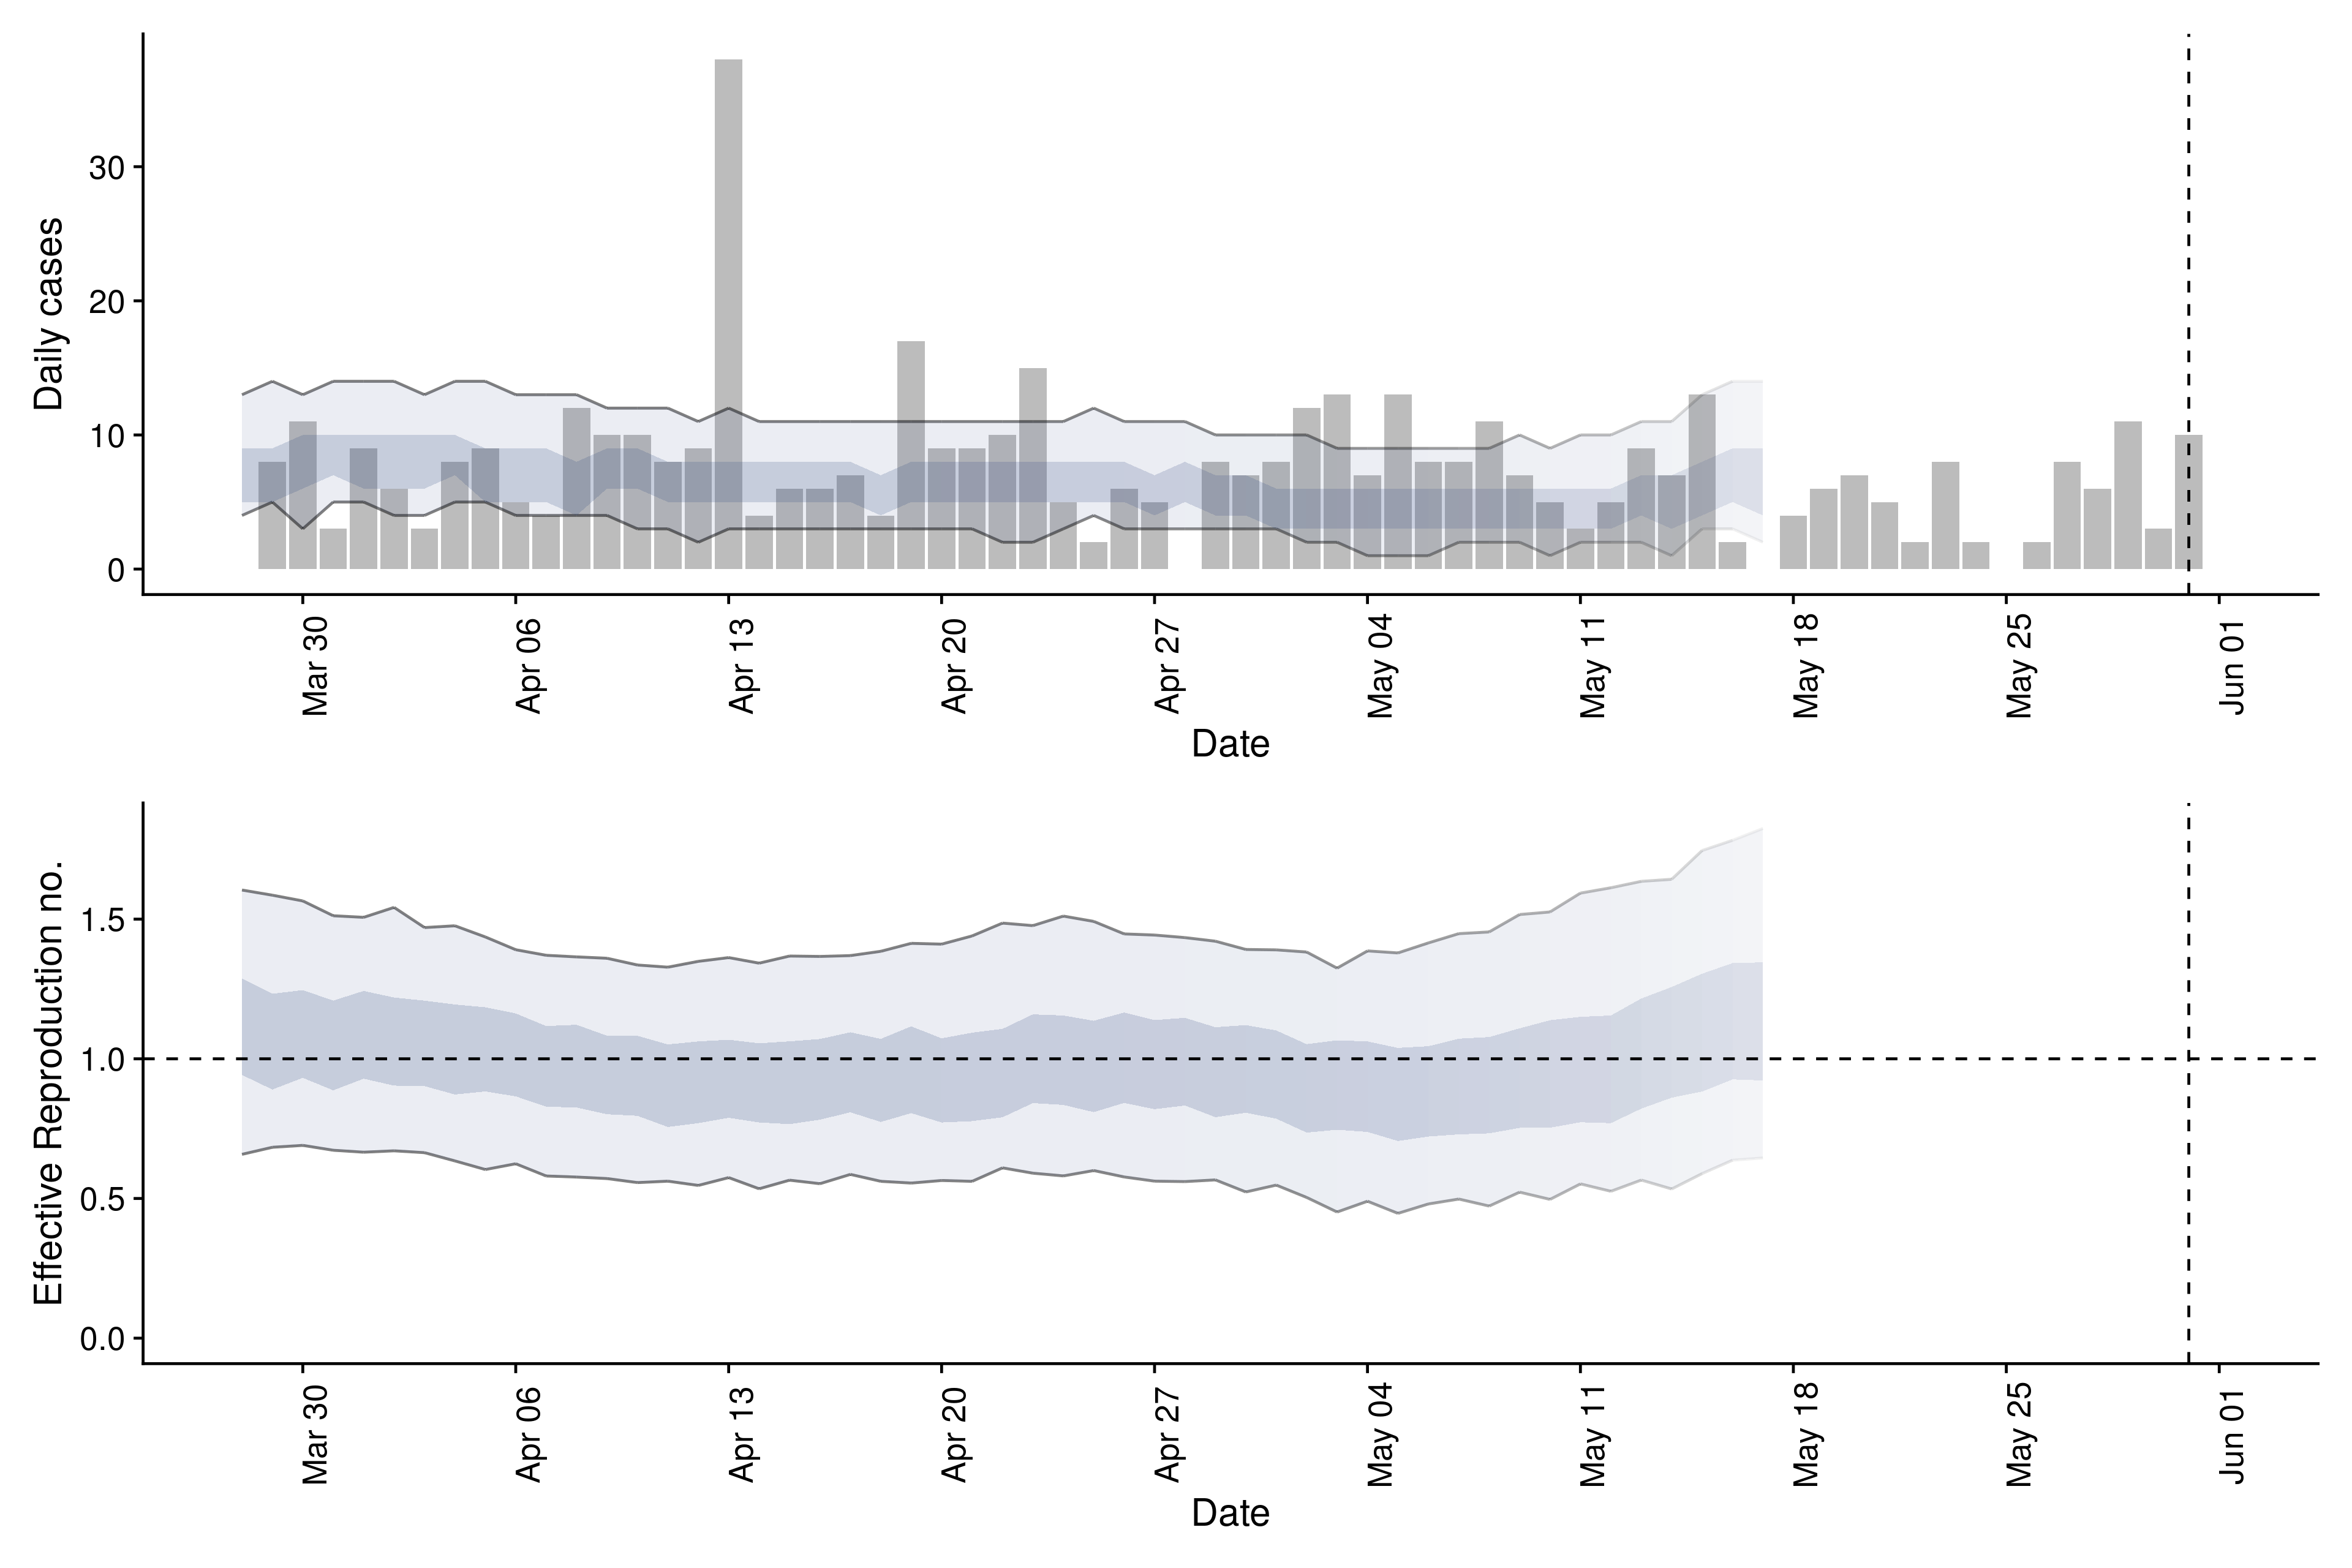 Daily cases
30
20
10
0
Mar 30
Apr 06
Apr 13
Apr 20
Apr 27
May 04
May 11
May 18
May 25
Jun 01
Date
Effective Reproduction no.
1.5
1.0
0.5
0.0
Mar 30
Apr 06
Apr 13
Apr 20
Apr 27
May 04
May 11
May 18
May 25
Jun 01
Date